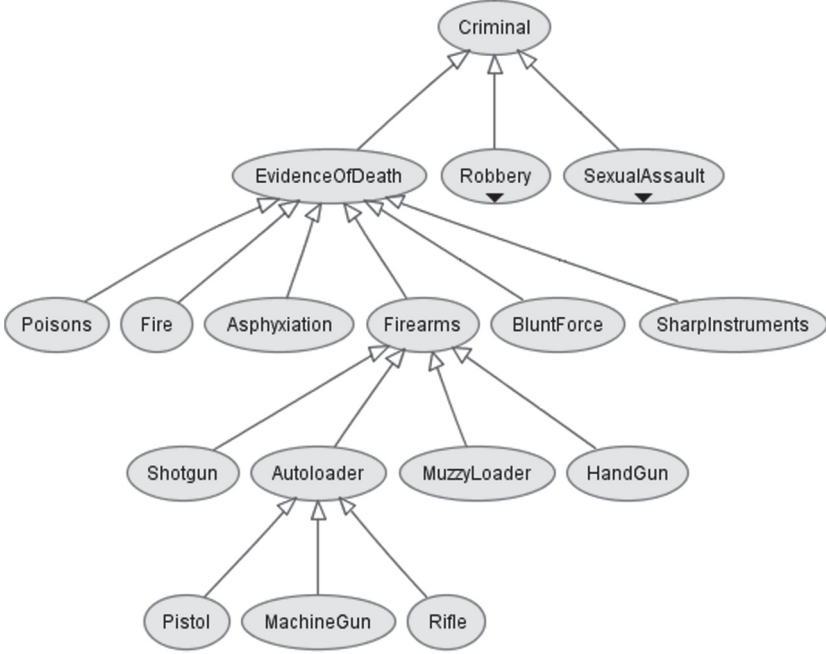 Criminal
EvidenceOfDeath
Robbery
SexualAssault
Poisons
Fire
Asphyxiation
Firearms
BluntForce
SharpInstruments
Shotgun
Autoloader
MuzzyLoader
HandGun
Pistol
MachineGun
Rifle